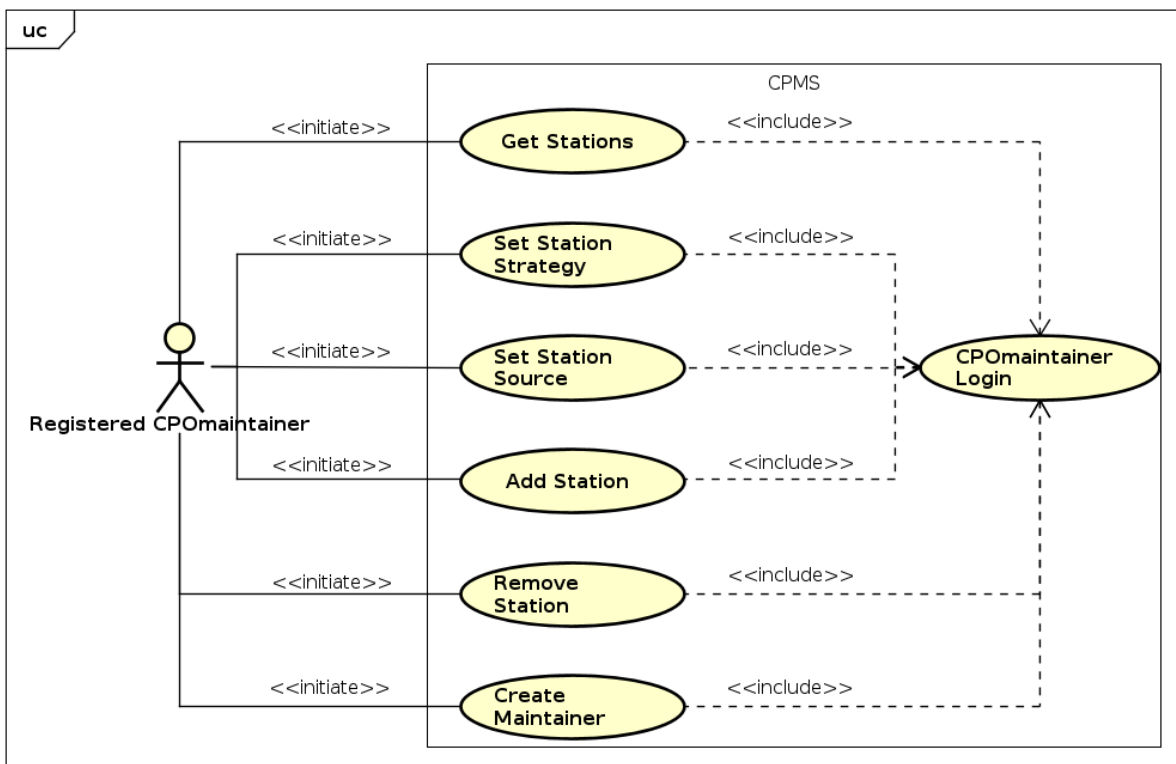 uc
CPMS
<<initiate>>
Get Stations
<<include>>
<<initiate>>
Set Station
Strategy
<<include>>
<<initiate>>
Set Station
Source
<<include>>
CPOmaintainer
Login
Registered CPOmaintainer
<<initiate>>
Add Station
<<include>>
<<initiate>>
Remove
Station
<<include>>
<<initiate>>
Create
Maintainer
<<include>>